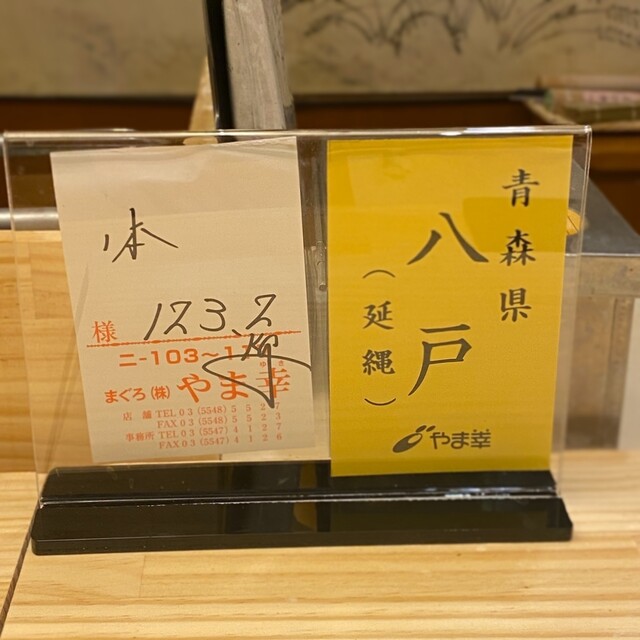 本
様 123.2
二-103~1
まぐろ(株)やま幸
店舗 TEL 03(5548)5527
FAX 03(5548)5523
事務所 TEL 03(5547)4127
FAX 03(5547)4126
青森県
八戸
(延縄)
やま幸